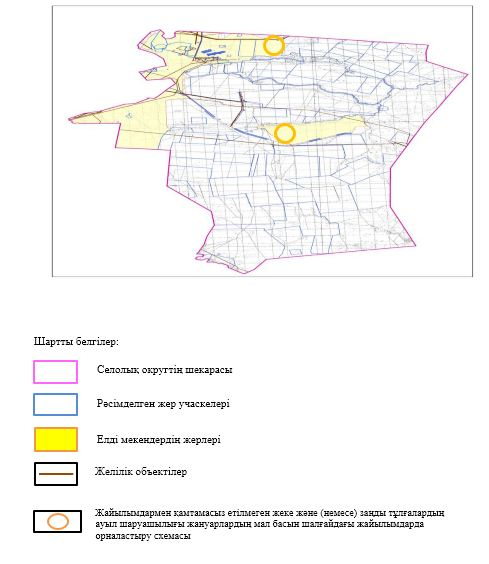 Шартты белгілер:
Селолық округтің шекарасы
Рәсімделген жер учаскелері
Елді мекендердің жерлері
Желілік объектілер
Жайылымдармен қамтамасыз етілмеген жеке және (немесе) заңды тұлғалардың
ауыл шаруашылығы жануарлардың мал басын шалғайдағы жайылымдарда
орналастыру схемасы